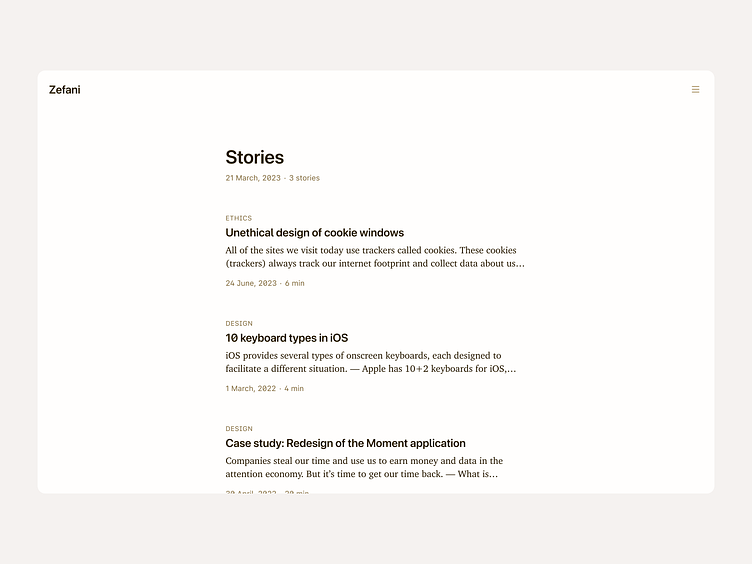 Zefani
Stories
21 March, 2023 · 3 stories
ETHICS
Unethical design of cookie windows
All of the sites we visit today use trackers called cookies. These cookies
(trackers) always track our internet footprint and collect data about us…
24 June, 2023 · 6 min
DESIGN
10 keyboard types in iOS
iOS provides several types of onscreen keyboards, each designed to
facilitate a different situation. — Apple has 10+2 keyboards for iOS,…
1 March, 2022 · 4 min
DESIGN
Case study: Redesign of the Moment application
Companies steal our time and use us to earn money and data in the
attention economy. But it’s time to get our time back. — What is…